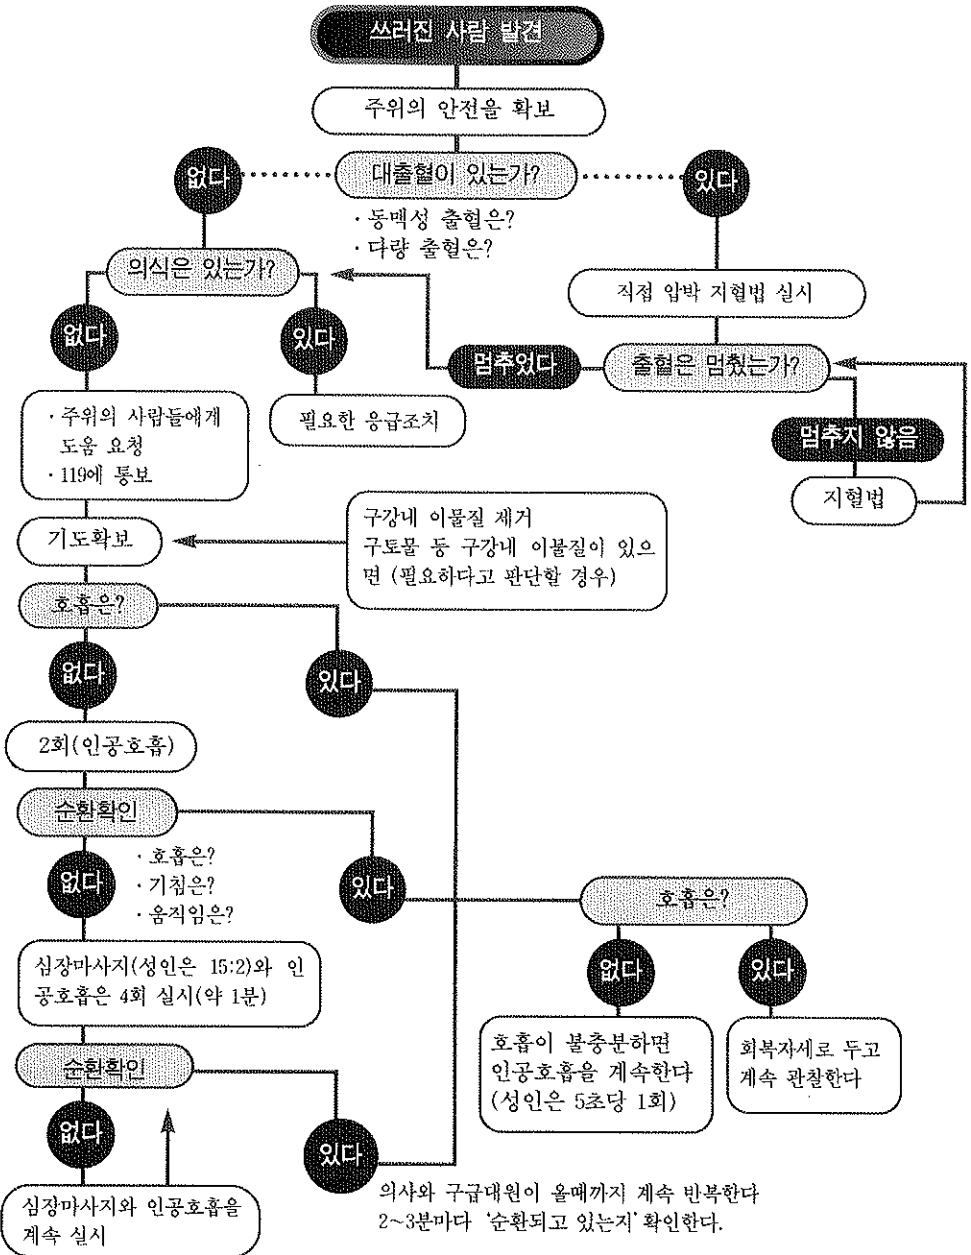 쓰러진 사람 발견
주위의 안전을 확보
대출혈이 있는가?
없다
있다
· 동맥성 출혈은?
· 다량 출혈은?
의식은 있는가?
직접 압박 지혈법 실시
없다
있다
멈추었다
출혈은 멈췄는가?
· 주위의 사람들에게
도움 요청
· 119에 통보
필요한 응급조치
멈추지 않음
지혈법
기도확보
구강네 이물질 제거
구토물 등 구강네 이불질이 있으
면 (필요하다고 판단할 경우)
호흡은?
없다
있다
2회(인공호흡)
순환확인
없다
· 호흡은?
· 기침은?
· 움직임은?
있다
호흡은?
심장마사지(성인은 15:2)와 인
공호흡은 4회 실시(약 1분)
없다
있다
호흡이 불충분하면
인공호흡을 계속한다
(성인은 5초당 1회)
회복자세로 두고
계속 관찰한다
순환확인
없다
있다
심장마사지와 인공호흡을
계속 실시
의사와 구급대원이 올때까지 계속 반복한다
2~3분마다 '순환되고 있는지' 확인한다.